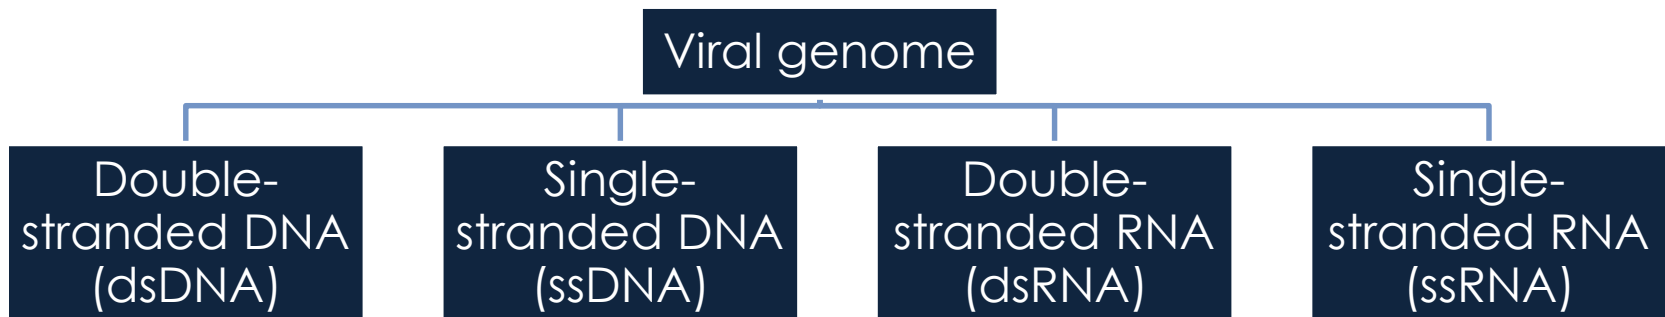 Viral genome
Double-
stranded DNA
(dsDNA)
Single-
stranded DNA
(ssDNA)
Double-
stranded RNA
(dsRNA)
Single-
stranded RNA
(ssRNA)